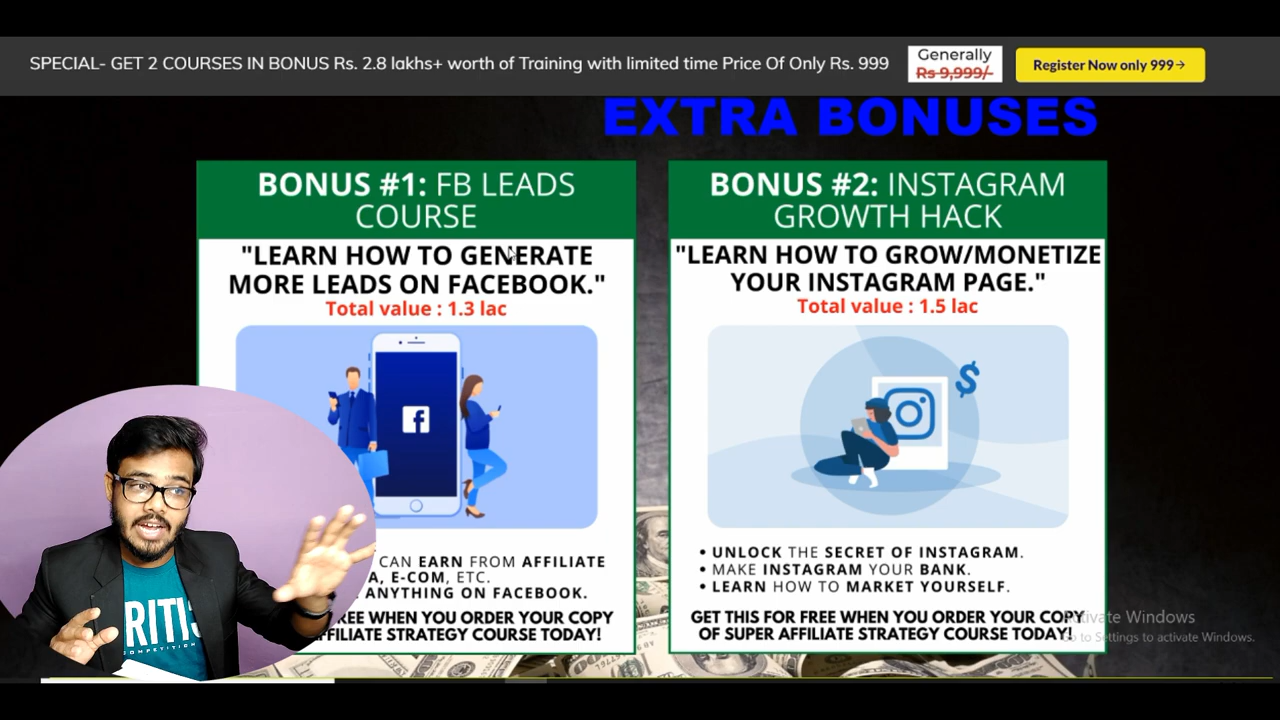 SPECIAL- GET 2 COURSES IN BONUS Rs. 2.8 lakhs+ worth of Training with limited time Price Of Only Rs. 999
Generally
Rs 9,999/-
Register Now only 999→
EXTRA BONUSES
BONUS #1: FB LEADS
COURSE
"LEARN HOW TO GENERATE
MORE LEADS ON FACEBOOK."
Total value : 1.3 lac
CAN EARN FROM AFFILIATE
A, E-COM, ETC.
ANYTHING ON FACEBOOK.
REE WHEN YOU ORDER YOUR COPY
FFILIATE STRATEGY COURSE TODAY!
BONUS #2: INSTAGRAM
GROWTH HACK
"LEARN HOW TO GROW/MONETIZE
YOUR INSTAGRAM PAGE."
Total value : 1.5 lac
$
• UNLOCK THE SECRET OF INSTAGRAM.
• MAKE INSTAGRAM YOUR BANK.
• LEARN HOW TO MARKET YOURSELF.
GET THIS FOR FREE WHEN YOU ORDER YOUR COPY
OF SUPER AFFILIATE STRATEGY COURSE TODAY!
Activate Windows
Go to Settings to activate Windows.
RITI
COMPETITION